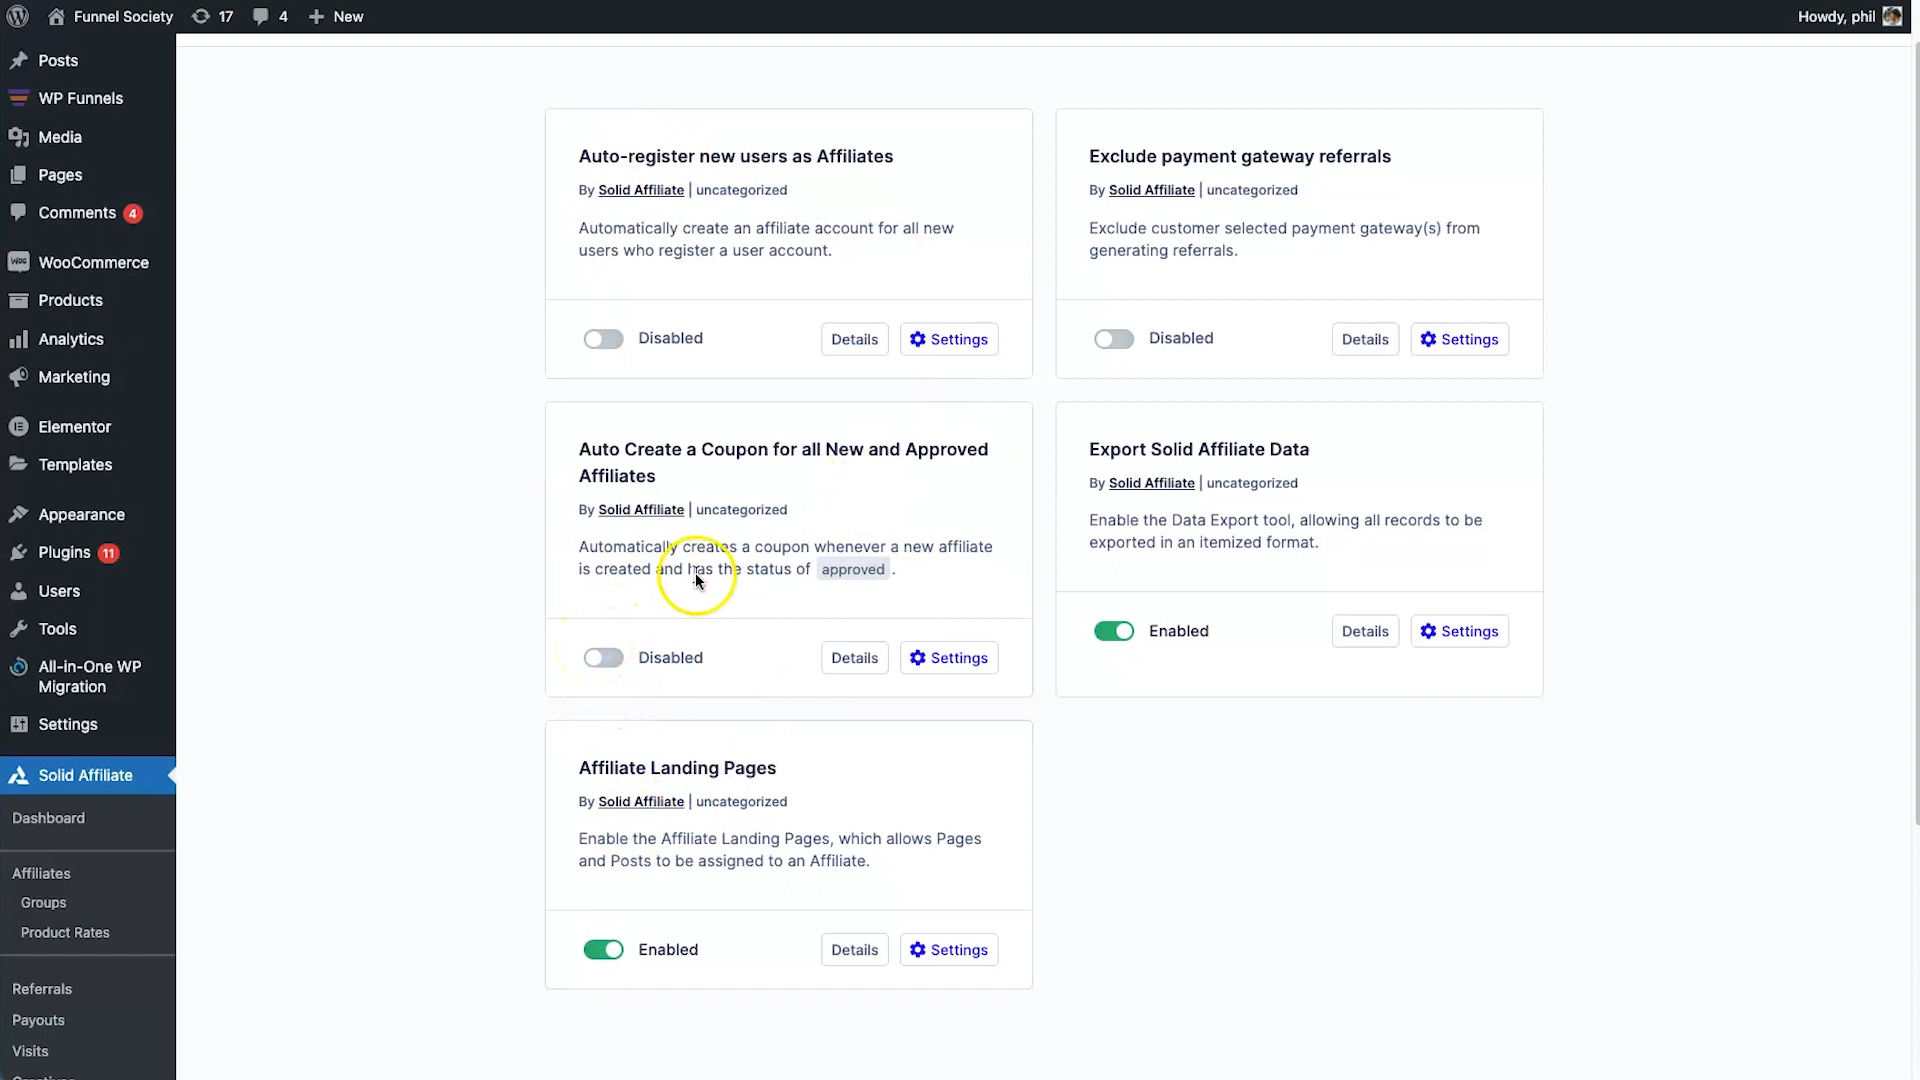 Funnel Society 17 4 New Howdy, phil
Posts
WP Funnels
Media
Pages
Comments 4
Woo WooCommerce
Products
Analytics
Marketing
Elementor
Templates
Appearance
Plugins 11
Users
Tools
All-in-One WP
Migration
Settings
Solid Affiliate
Dashboard
Affiliates
Groups
Product Rates
Referrals
Payouts
Visits
Auto-register new users as Affiliates
By Solid Affiliate | uncategorized
Automatically create an affiliate account for all new
users who register a user account.
Disabled Details Settings
Exclude payment gateway referrals
By Solid Affiliate | uncategorized
Exclude customer selected payment gateway(s) from
generating referrals.
Disabled Details Settings
Auto Create a Coupon for all New and Approved
Affiliates
By Solid Affiliate | uncategorized
Automatically creates a coupon whenever a new affiliate
is created and has the status of approved .
Disabled Details Settings
Export Solid Affiliate Data
By Solid Affiliate | uncategorized
Enable the Data Export tool, allowing all records to be
exported in an itemized format.
Enabled Details Settings
Affiliate Landing Pages
By Solid Affiliate | uncategorized
Enable the Affiliate Landing Pages, which allows Pages
and Posts to be assigned to an Affiliate.
Enabled Details Settings